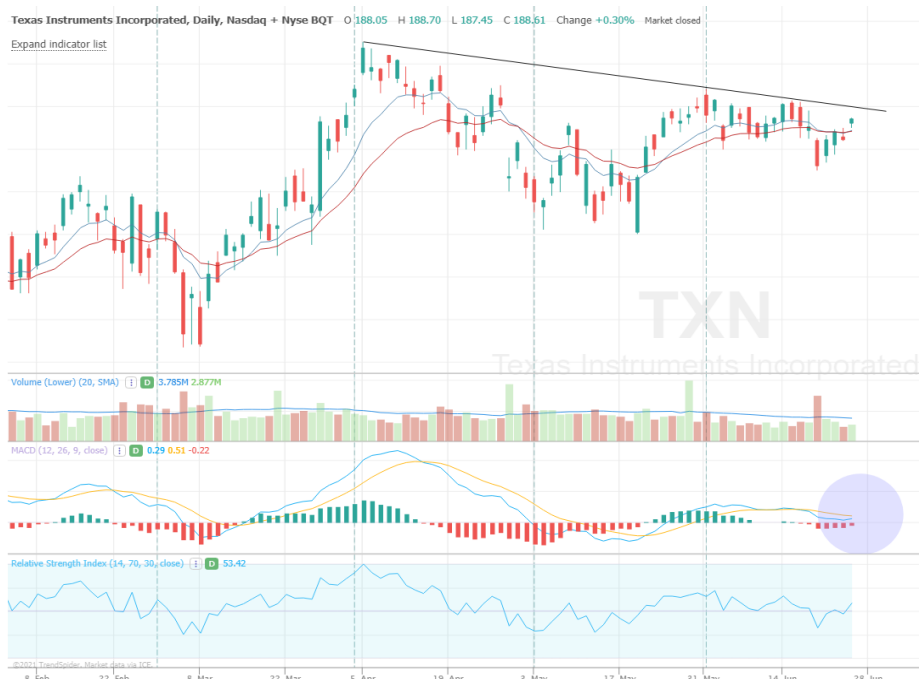 Texas Instruments Incorporated, Daily, Nasdaq + Nyse BQT O 188.05 H 188.70 L 187.45 C 188.61 Change +0.30% Market closed
Expand indicator list
TXN
Texas Instruments Incorporated
Volume (Lower) (20, SMA) D 3.785M 2.877M
MACD (12, 26, 9, close) D 0.29 0.51 -0.22
Relative Strength Index (14, 70, 30, close) D 53.42
©2021 TrendSpider. Market data via ICE.
8 Feb 22 Feb 8 Mar 22 Mar 5 Apr 19 Apr 3 May 17 May 31 May 14 Jun 28 Jun